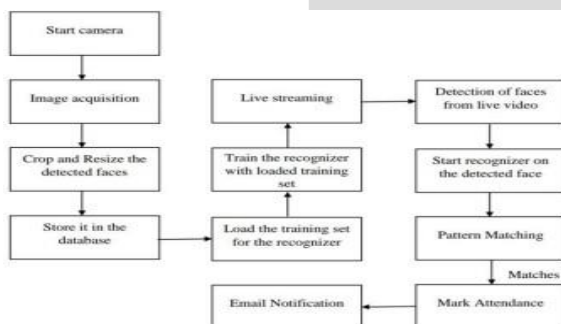 Start camera
Image acquisition
Crop and Resize the
detected faces
Store it in the
database
Load the training set
for the recognizer
Train the recognizer
with loaded training
set
Live streaming
Detection of faces
from live video
Start recognizer on
the detected face
Pattern Matching
Matches
Mark Attendance
Email Notification